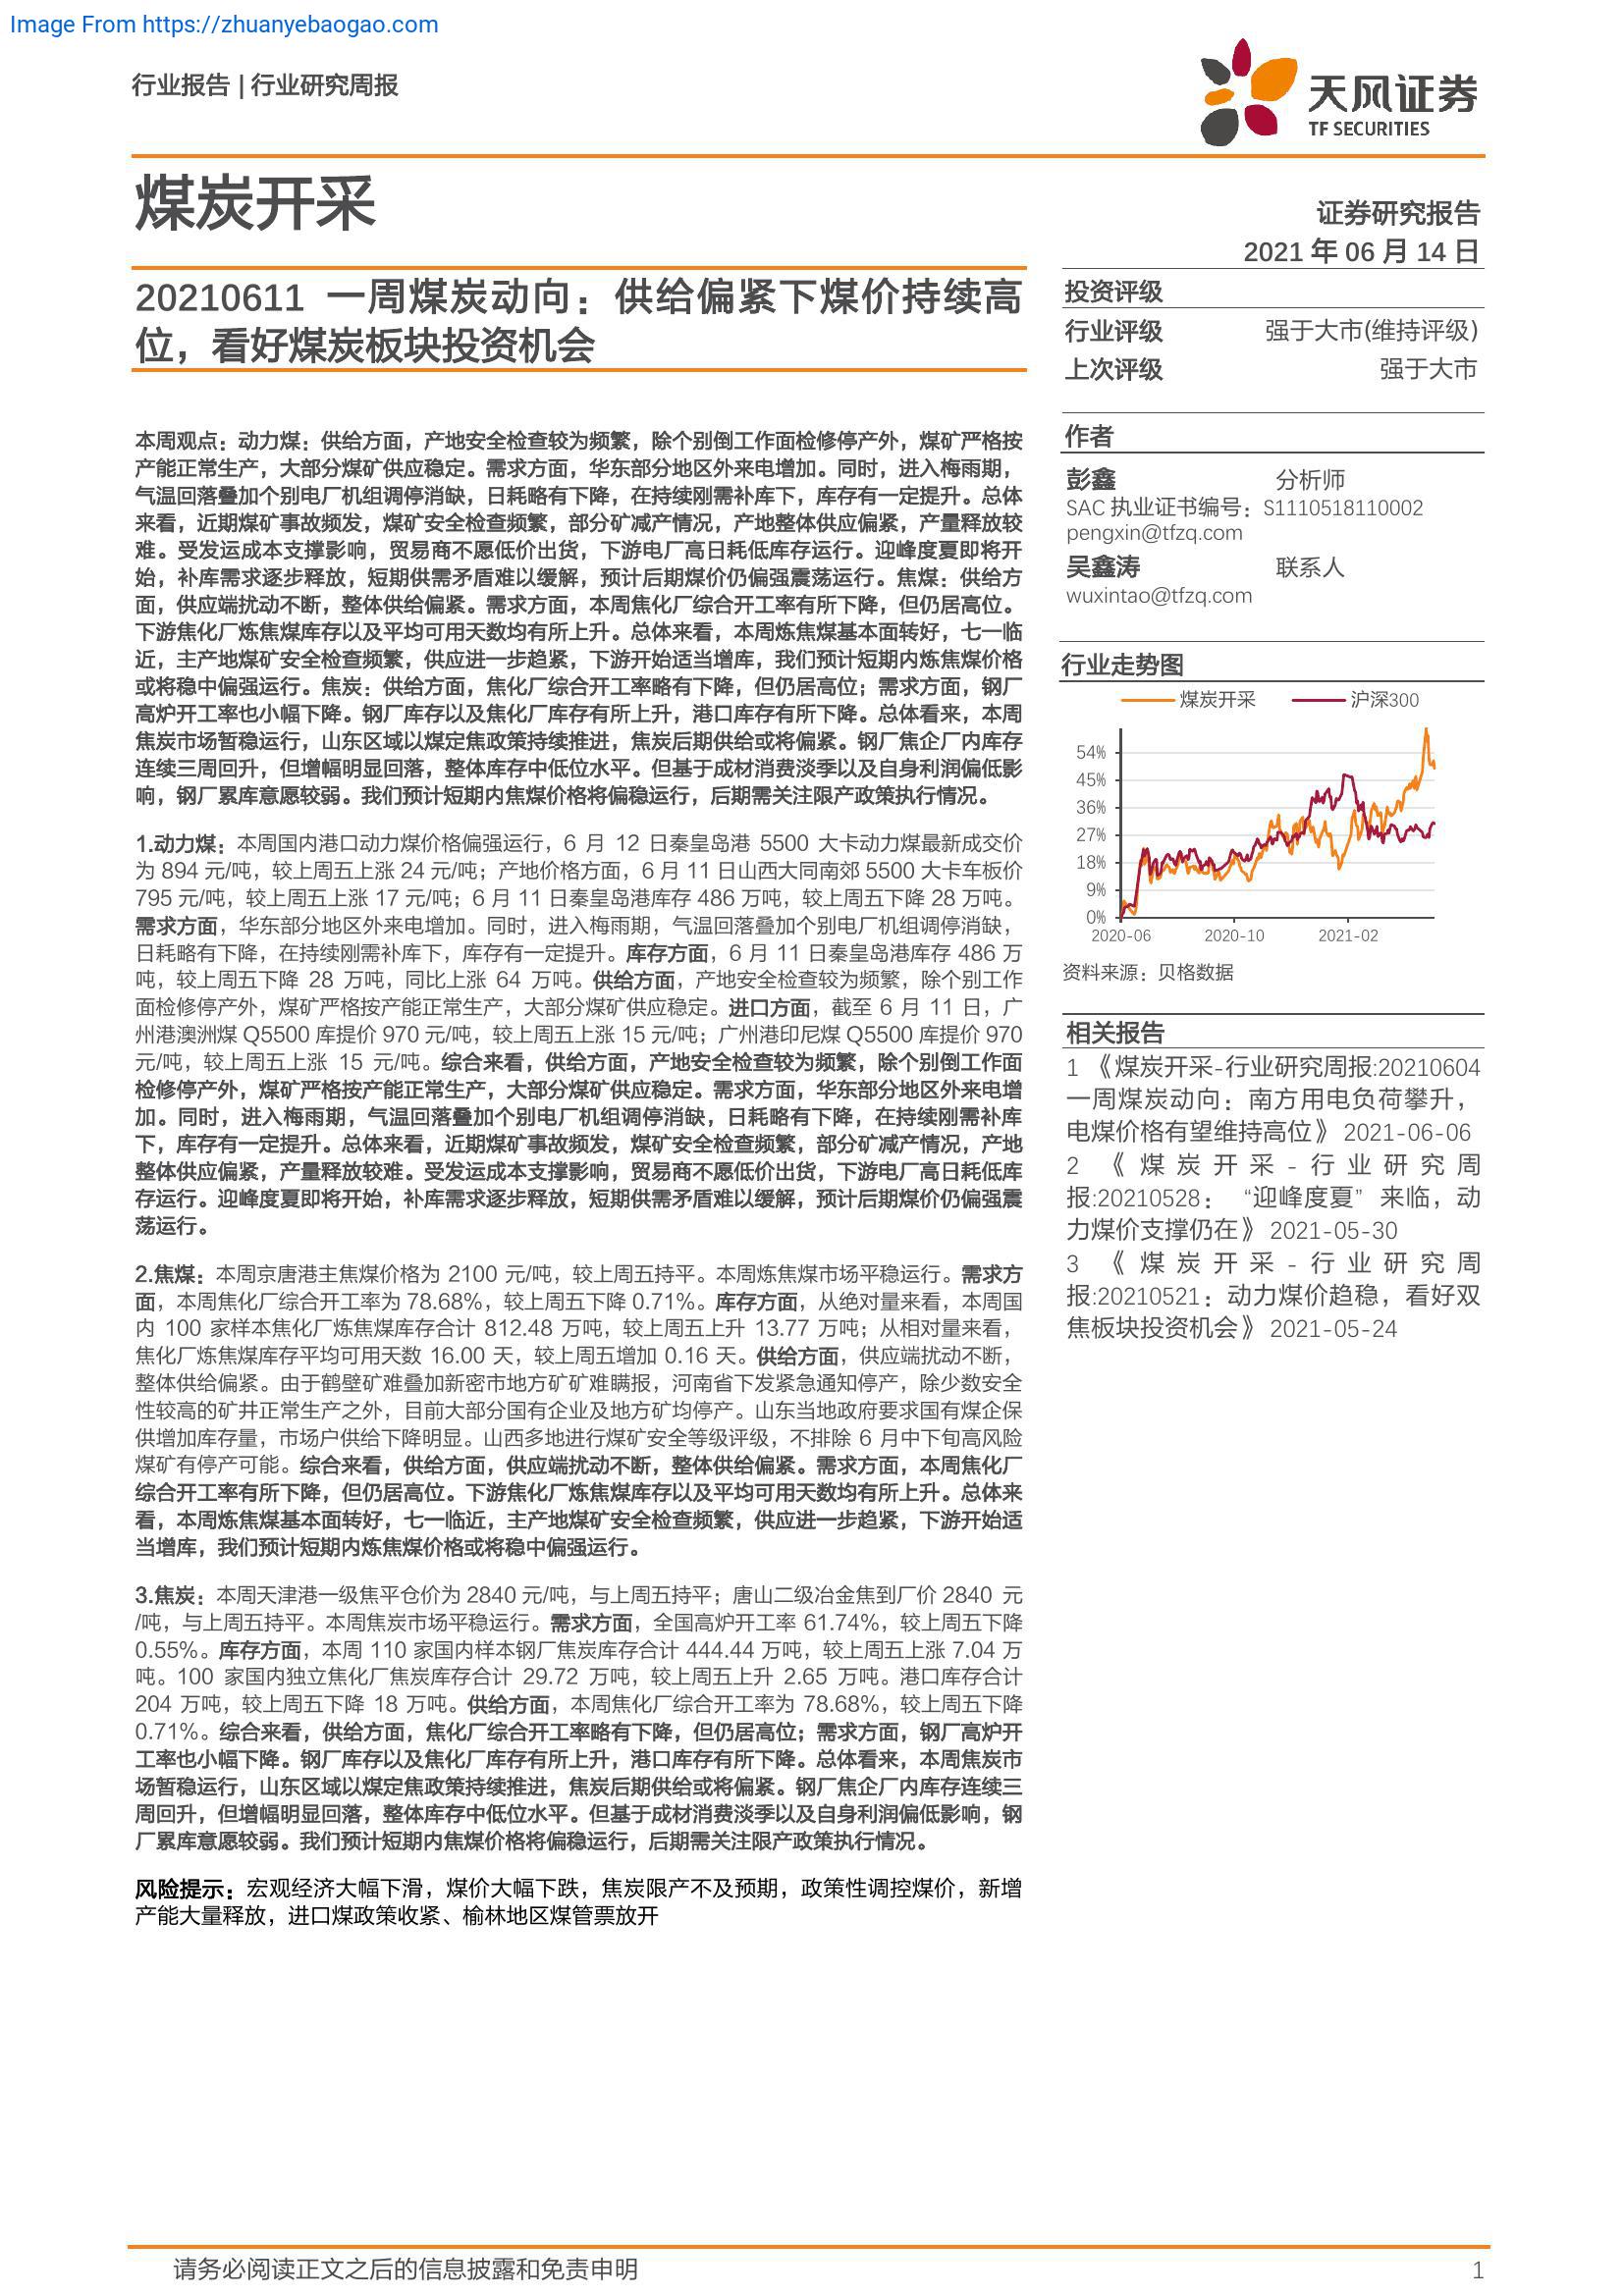 Image From https://zhuanyebaogao.com
行业报告 | 行业研究周报
天风证券
TF SECURITIES
煤炭开采
证券研究报告
2021 年 06 月 14 日
20210611 一周煤炭动向：供给偏紧下煤价持续高
位，看好煤炭板块投资机会
投资评级
行业评级 强于大市(维持评级)
上次评级 强于大市
本周观点：动力煤：供给方面，产地安全检查较为频繁，除个别倒工作面检修停产外，煤矿严格按
产能正常生产，大部分煤矿供应稳定。需求方面，华东部分地区外来电增加。同时，进入梅雨期，
气温回落叠加个别电厂机组调停消缺，日耗略有下降，在持续刚需补库下，库存有一定提升。总体
来看，近期煤矿事故频发，煤矿安全检查频繁，部分矿减产情况，产地整体供应偏紧，产量释放较
难。受发运成本支撑影响，贸易商不愿低价出货，下游电厂高日耗低库存运行。迎峰度夏即将开
始，补库需求逐步释放，短期供需矛盾难以缓解，预计后期煤价仍偏强震荡运行。焦煤：供给方
面，供应端扰动不断，整体供给偏紧。需求方面，本周焦化厂综合开工率有所下降，但仍居高位。
下游焦化厂炼焦煤库存以及平均可用天数均有所上升。总体来看，本周炼焦煤基本面转好，七一临
近，主产地煤矿安全检查频繁，供应进一步趋紧，下游开始适当增库，我们预计短期内炼焦煤价格
或将稳中偏强运行。焦炭：供给方面，焦化厂综合开工率略有下降，但仍居高位；需求方面，钢厂
高炉开工率也小幅下降。钢厂库存以及焦化厂库存有所上升，港口库存有所下降。总体看来，本周
焦炭市场暂稳运行，山东区域以煤定焦政策持续推进，焦炭后期供给或将偏紧。钢厂焦企厂内库存
连续三周回升，但增幅明显回落，整体库存中低位水平。但基于成材消费淡季以及自身利润偏低影
响，钢厂累库意愿较弱。我们预计短期内焦煤价格将偏稳运行，后期需关注限产政策执行情况。
1.动力煤：本周国内港口动力煤价格偏强运行，6 月 12 日秦皇岛港 5500 大卡动力煤最新成交价
为 894 元/吨，较上周五上涨 24 元/吨；产地价格方面，6 月 11 日山西大同南郊 5500 大卡车板价
795 元/吨，较上周五上涨 17 元/吨；6 月 11 日秦皇岛港库存 486 万吨，较上周五下降 28 万吨。
需求方面，华东部分地区外来电增加。同时，进入梅雨期，气温回落叠加个别电厂机组调停消缺，
日耗略有下降，在持续刚需补库下，库存有一定提升。库存方面，6 月 11 日秦皇岛港库存 486 万
吨，较上周五下降 28 万吨，同比上涨 64 万吨。供给方面，产地安全检查较为频繁，除个别工作
面检修停产外，煤矿严格按产能正常生产，大部分煤矿供应稳定。进口方面，截至 6 月 11 日，广
州港澳洲煤 Q5500 库提价 970 元/吨，较上周五上涨 15 元/吨；广州港印尼煤 Q5500 库提价 970
元/吨，较上周五上涨 15 元/吨。综合来看，供给方面，产地安全检查较为频繁，除个别倒工作面
检修停产外，煤矿严格按产能正常生产，大部分煤矿供应稳定。需求方面，华东部分地区外来电增
加。同时，进入梅雨期，气温回落叠加个别电厂机组调停消缺，日耗略有下降，在持续刚需补库
下，库存有一定提升。总体来看，近期煤矿事故频发，煤矿安全检查频繁，部分矿减产情况，产地
整体供应偏紧，产量释放较难。受发运成本支撑影响，贸易商不愿低价出货，下游电厂高日耗低库
存运行。迎峰度夏即将开始，补库需求逐步释放，短期供需矛盾难以缓解，预计后期煤价仍偏强震
荡运行。
2.焦煤：本周京唐港主焦煤价格为 2100 元/吨，较上周五持平。本周炼焦煤市场平稳运行。需求方
面，本周焦化厂综合开工率为 78.68%，较上周五下降 0.71%。库存方面，从绝对量来看，本周国
内 100 家样本焦化厂炼焦煤库存合计 812.48 万吨，较上周五上升 13.77 万吨；从相对量来看，
焦化厂炼焦煤库存平均可用天数 16.00 天，较上周五增加 0.16 天。供给方面，供应端扰动不断，
整体供给偏紧。由于鹤壁矿难叠加新密市地方矿矿难瞒报，河南省下发紧急通知停产，除少数安全
性较高的矿井正常生产之外，目前大部分国有企业及地方矿均停产。山东当地政府要求国有煤企保
供增加库存量，市场户供给下降明显。山西多地进行煤矿安全等级评级，不排除 6 月中下旬高风险
煤矿有停产可能。综合来看，供给方面，供应端扰动不断，整体供给偏紧。需求方面，本周焦化厂
综合开工率有所下降，但仍居高位。下游焦化厂炼焦煤库存以及平均可用天数均有所上升。总体来
看，本周炼焦煤基本面转好，七一临近，主产地煤矿安全检查频繁，供应进一步趋紧，下游开始适
当增库，我们预计短期内炼焦煤价格或将稳中偏强运行。
3.焦炭：本周天津港一级焦平仓价为 2840 元/吨，与上周五持平；唐山二级冶金焦到厂价 2840 元
/吨，与上周五持平。本周焦炭市场平稳运行。需求方面，全国高炉开工率 61.74%，较上周五下降
0.55%。库存方面，本周 110 家国内样本钢厂焦炭库存合计 444.44 万吨，较上周五上涨 7.04 万
吨。100 家国内独立焦化厂焦炭库存合计 29.72 万吨，较上周五上升 2.65 万吨。港口库存合计
204 万吨，较上周五下降 18 万吨。供给方面，本周焦化厂综合开工率为 78.68%，较上周五下降
0.71%。综合来看，供给方面，焦化厂综合开工率略有下降，但仍居高位；需求方面，钢厂高炉开
工率也小幅下降。钢厂库存以及焦化厂库存有所上升，港口库存有所下降。总体看来，本周焦炭市
场暂稳运行，山东区域以煤定焦政策持续推进，焦炭后期供给或将偏紧。钢厂焦企厂内库存连续三
周回升，但增幅明显回落，整体库存中低位水平。但基于成材消费淡季以及自身利润偏低影响，钢
厂累库意愿较弱。我们预计短期内焦煤价格将偏稳运行，后期需关注限产政策执行情况。
风险提示：宏观经济大幅下滑，煤价大幅下跌，焦炭限产不及预期，政策性调控煤价，新增
产能大量释放，进口煤政策收紧、榆林地区煤管票放开
作者
彭鑫 分析师
SAC 执业证书编号：S1110518110002
pengxin@tfzq.com
吴鑫涛 联系人
wuxintao@tfzq.com
行业走势图
煤炭开采 沪深300
54%
45%
36%
27%
18%
9%
0%
2020-06 2020-10 2021-02
资料来源：贝格数据
相关报告
1 《煤炭开采-行业研究周报:20210604
一周煤炭动向：南方用电负荷攀升，
电煤价格有望维持高位》 2021-06-06
2 《煤炭开采-行业研究周
报:20210528： “迎峰度夏” 来临，动
力煤价支撑仍在》 2021-05-30
3 《煤炭开采-行业研究周
报:20210521：动力煤价趋稳，看好双
焦板块投资机会》 2021-05-24
请务必阅读正文之后的信息披露和免责申明 1